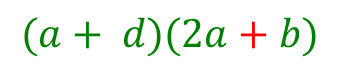 (a + d)(2a + b)